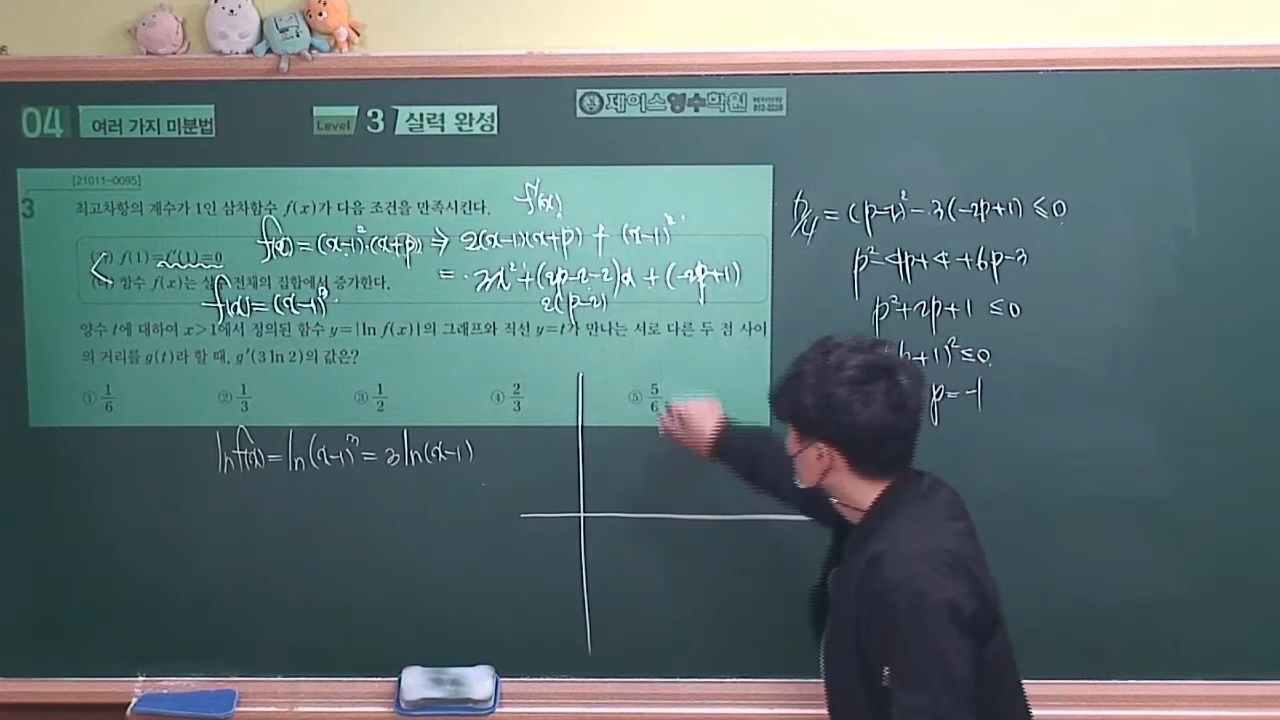 04 여러 가지 미분법
Level 3 실력 완성
제이스영수학원
[21011-0095]
3 최고차항의 계수가 1인 삼차함수 f(x)가 다음 조건을 만족시킨다.
f'(x)
f(x)=(x-1)²(x+p) ⇒ 2(x-1)(x+p) + (x-1)²
f(1)=f'(1)=0
= 3x²+(2p-2-2)x+(-2p+1)
함수 f(x)는 실수 전체의 집합에서 증가한다.
f(x)=(x-1)³
2(p-2)
양수 t에 대하여 x>1에서 정의된 함수 y=|ln f(x)|의 그래프와 직선 y=t가 만나는 서로 다른 두 점 사이
의 거리를 g(t)라 할 때, g'(3 ln 2)의 값은?
① 1/6 ② 1/3 ③ 1/2 ④ 2/3 ⑤ 5/6
ln f(x)=ln(x-1)³=3 ln(x-1)
D/4=(p-2)²-3(-2p+1)≤0
p²-4p+4+6p-3
p²+2p+1 ≤0
+1)²≤0
p=-1